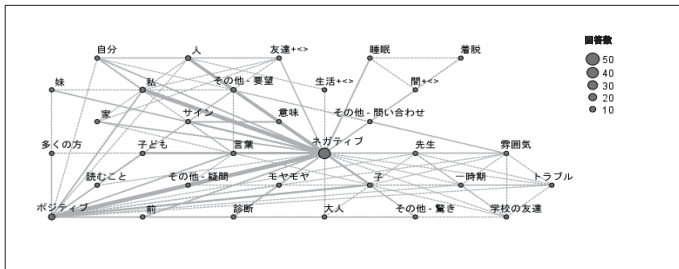 自分 人 友達+<> 睡眠 着脱
妹 私 その他 - 要望 生活+<> 間+<>
家 サイン 意味 その他 - 問い合わせ
多くの方 子ども 言葉 ネガティブ 先生 雰囲気
読むこと その他 - 疑問 モヤモヤ 子 一時期 トラブル
ポジティブ 前 診断 大人 その他 - 驚き 学校の友達
回答数
50
40
30
20
10